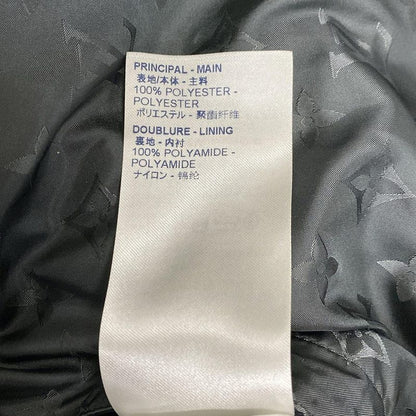 PRINCIPAL - MAIN
表地/本体 - 主料
100% POLYESTER -
POLYESTER
ポリエステル - 聚酯纤维
DOUBLURE - LINING
裏地 - 内衬
100% POLYAMIDE -
POLYAMIDE
ナイロン - 锦纶